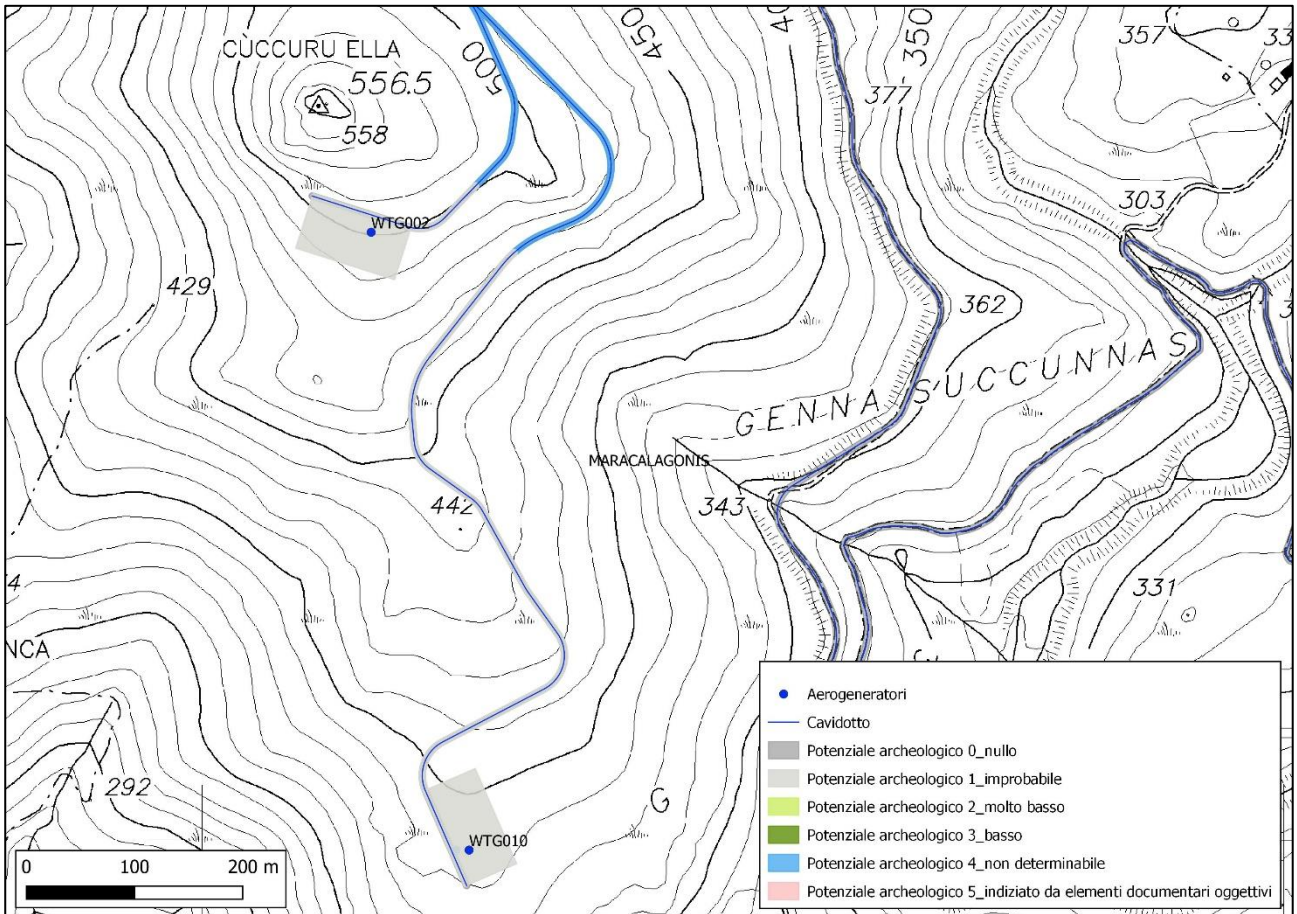 CUCCURU ELLA
556.5
558
500
450
350
377
357
303
WTG002
429
362
GENNA SUCCUNNAS
MARACALAGONIS
442
343
331
NCA
292
G
WTG010
0 100 200 m
Aerogeneratori
Cavidotto
Potenziale archeologico 0_nullo
Potenziale archeologico 1_improbabile
Potenziale archeologico 2_molto basso
Potenziale archeologico 3_basso
Potenziale archeologico 4_non determinabile
Potenziale archeologico 5_indiziato da elementi documentari oggettivi